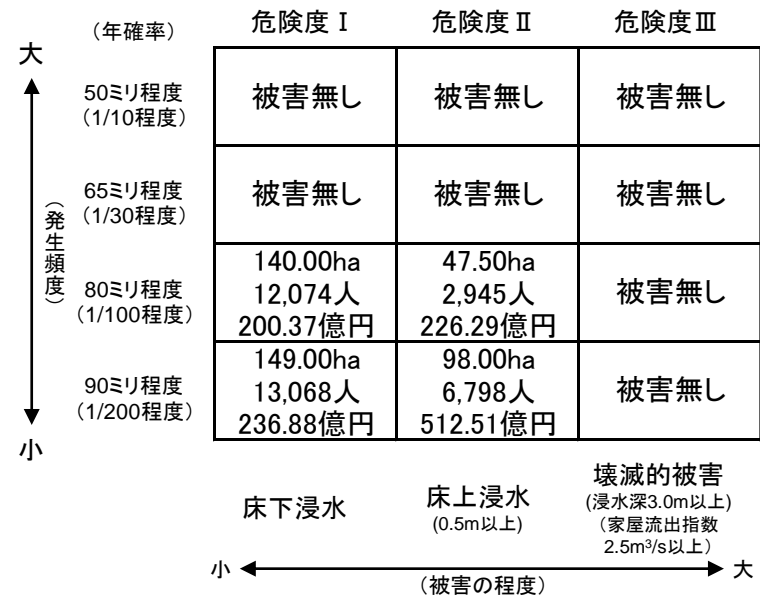 （年確率）
危険度Ⅰ
危険度Ⅱ
危険度Ⅲ
大
50ミリ程度
（1/10程度）
被害無し
被害無し
被害無し
65ミリ程度
（1/30程度）
被害無し
被害無し
被害無し
（発生頻度）
80ミリ程度
（1/100程度）
140.00ha
12,074人
200.37億円
47.50ha
2,945人
226.29億円
被害無し
90ミリ程度
（1/200程度）
149.00ha
13,068人
236.88億円
98.00ha
6,798人
512.51億円
被害無し
小
床下浸水
床上浸水
(0.5m以上)
壊滅的被害
(浸水深3.0m以上)
（家屋流出指数
2.5m³/s以上）
小
大
（被害の程度）